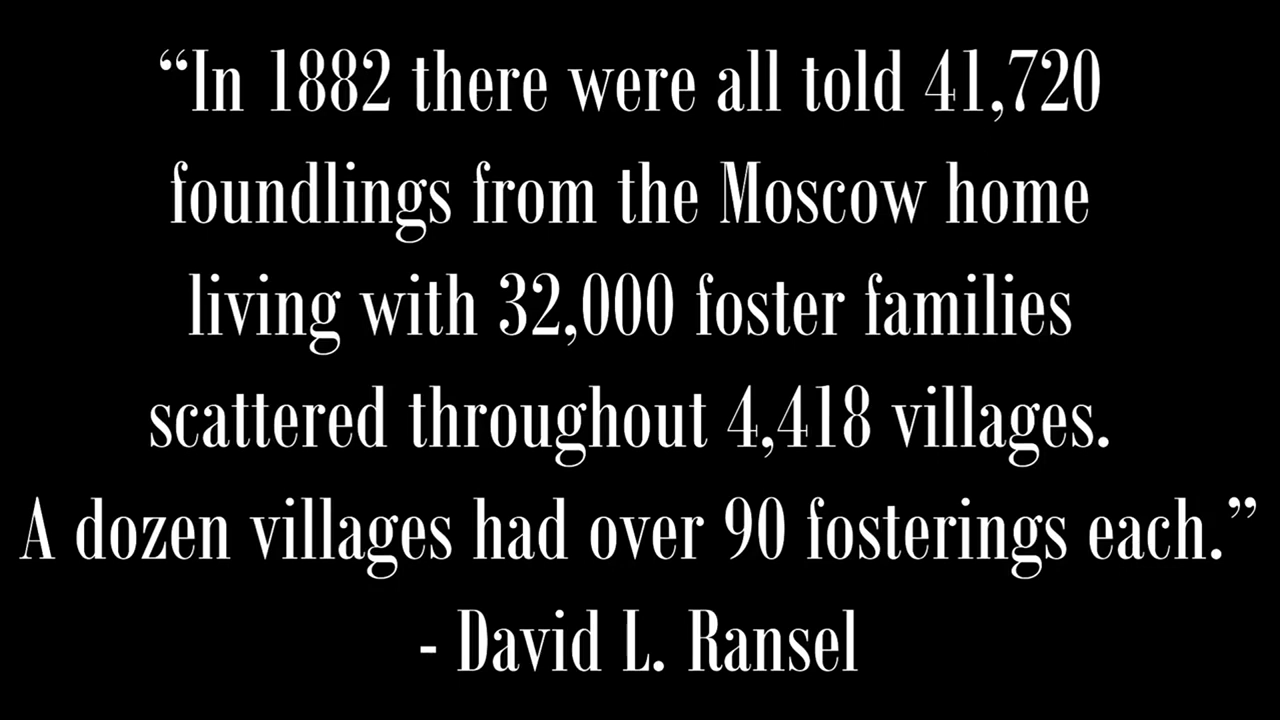 “In 1882 there were all told 41,720
foundlings from the Moscow home
living with 32,000 foster families
scattered throughout 4,418 villages.
A dozen villages had over 90 fosterings each.”
- David L. Ransel